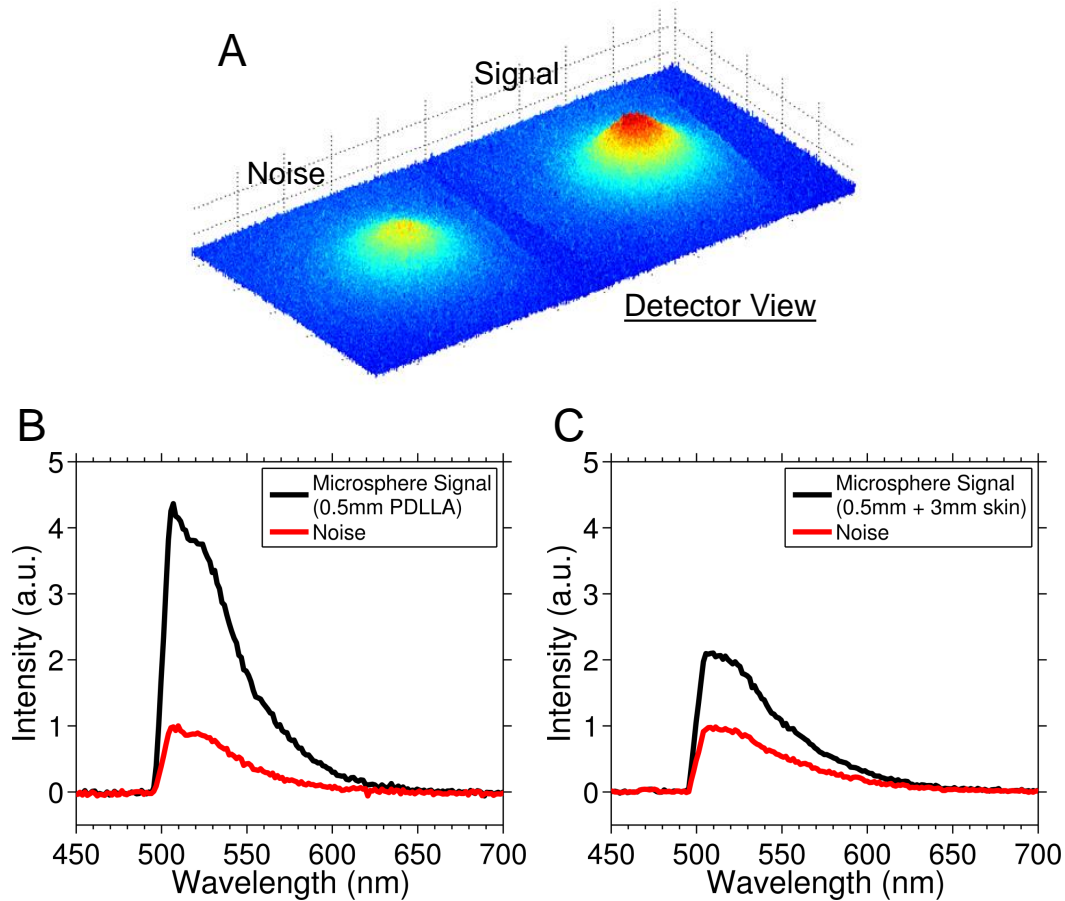 A
Signal
Noise
Detector View
B
Microsphere Signal
(0.5mm PDLLA)
Noise
Intensity (a.u.)
5
4
3
2
1
0
450 500 550 600 650 700
Wavelength (nm)
C
Microsphere Signal
(0.5mm + 3mm skin)
Noise
Intensity (a.u.)
5
4
3
2
1
0
450 500 550 600 650 700
Wavelength (nm)